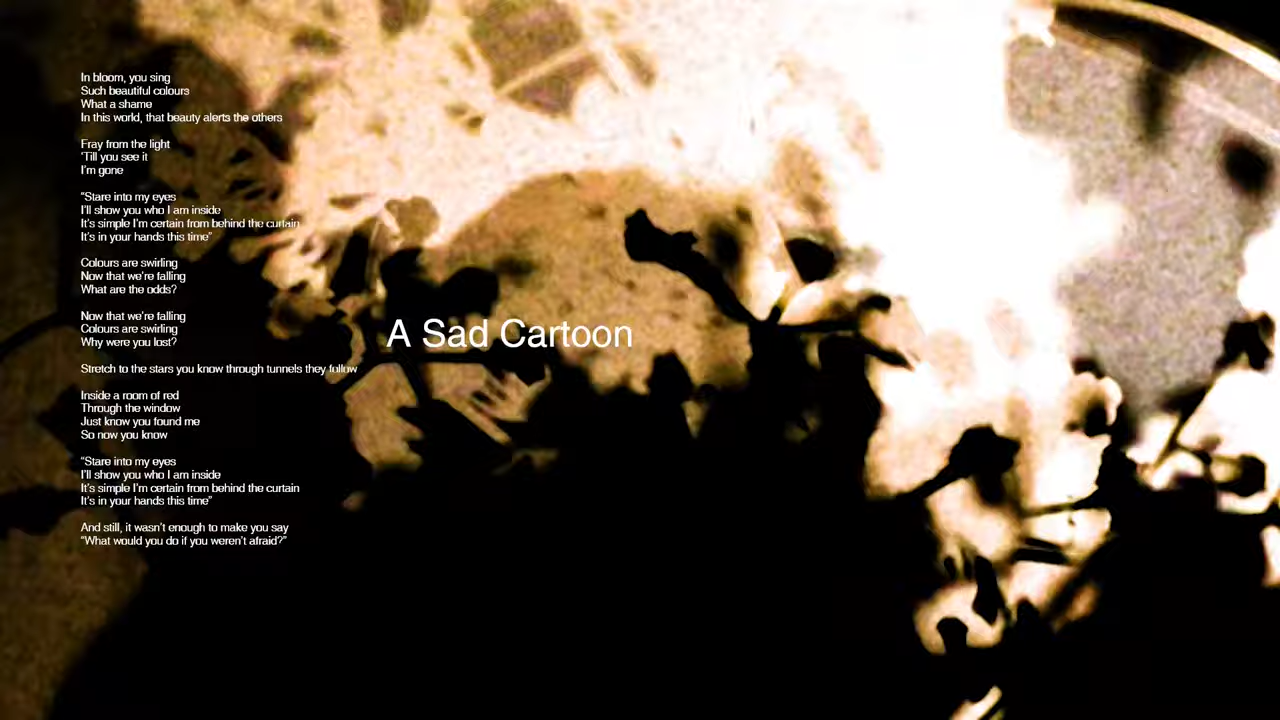 In bloom, you sing
Such beautiful colours
What a shame
In this world, that beauty alerts the others
Fray from the light
'Till you see it
I'm gone
"Stare into my eyes
I'll show you who I am inside
It's simple I'm certain from behind the curtain
It's in your hands this time"
Colours are swirling
Now that we're falling
What are the odds?
Now that we're falling
Colours are swirling
Why were you lost?
Stretch to the stars you know through tunnels they follow
Inside a room of red
Through the window
Just know you found me
So now you know
"Stare into my eyes
I'll show you who I am inside
It's simple I'm certain from behind the curtain
It's in your hands this time"
And still, it wasn't enough to make you say
"What would you do if you weren't afraid?"
A Sad Cartoon